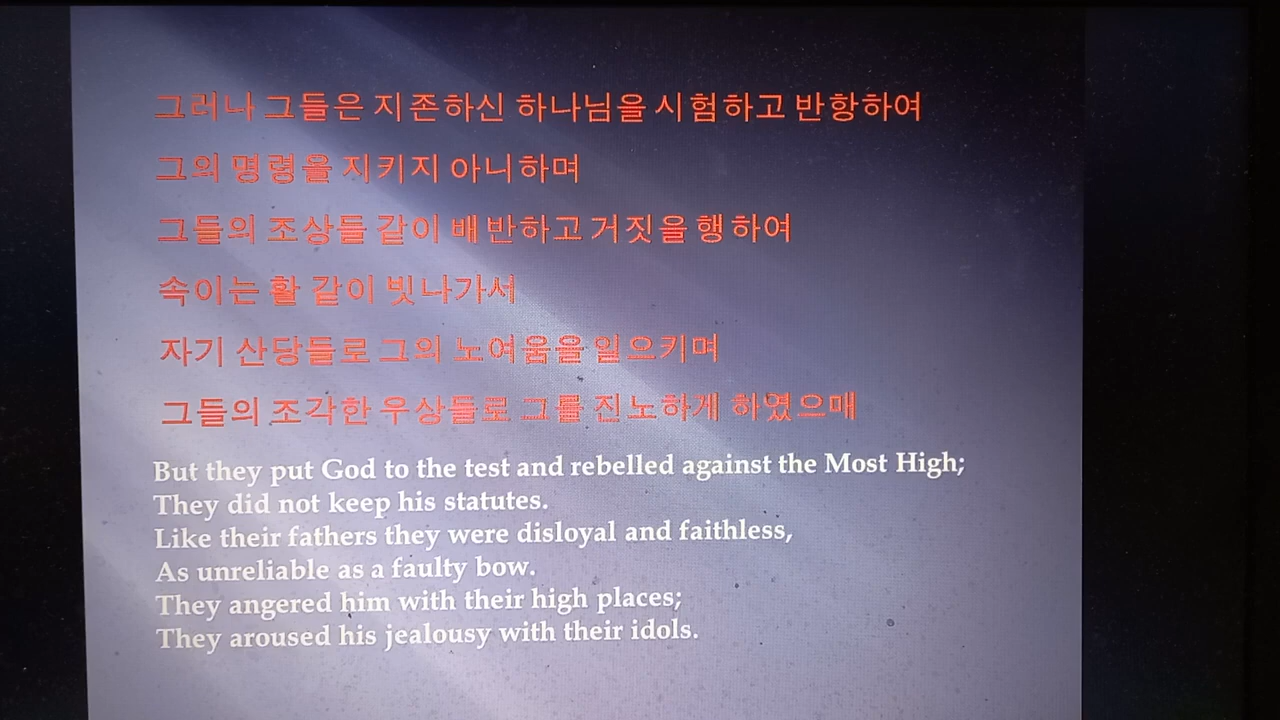 그러나 그들은 지존하신 하나님을 시험하고 반항하여
그의 명령을 지키지 아니하며
그들의 조상들 같이 배반하고 거짓을 행하여
속이는 활 같이 빗나가서
자기 산당들로 그의 노여움을 일으키며
그들의 조각한 우상들로 그를 진노하게 하였으매
But they put God to the test and rebelled against the Most High;
They did not keep his statutes.
Like their fathers they were disloyal and faithless,
As unreliable as a faulty bow.
They angered him with their high places;
They aroused his jealousy with their idols.